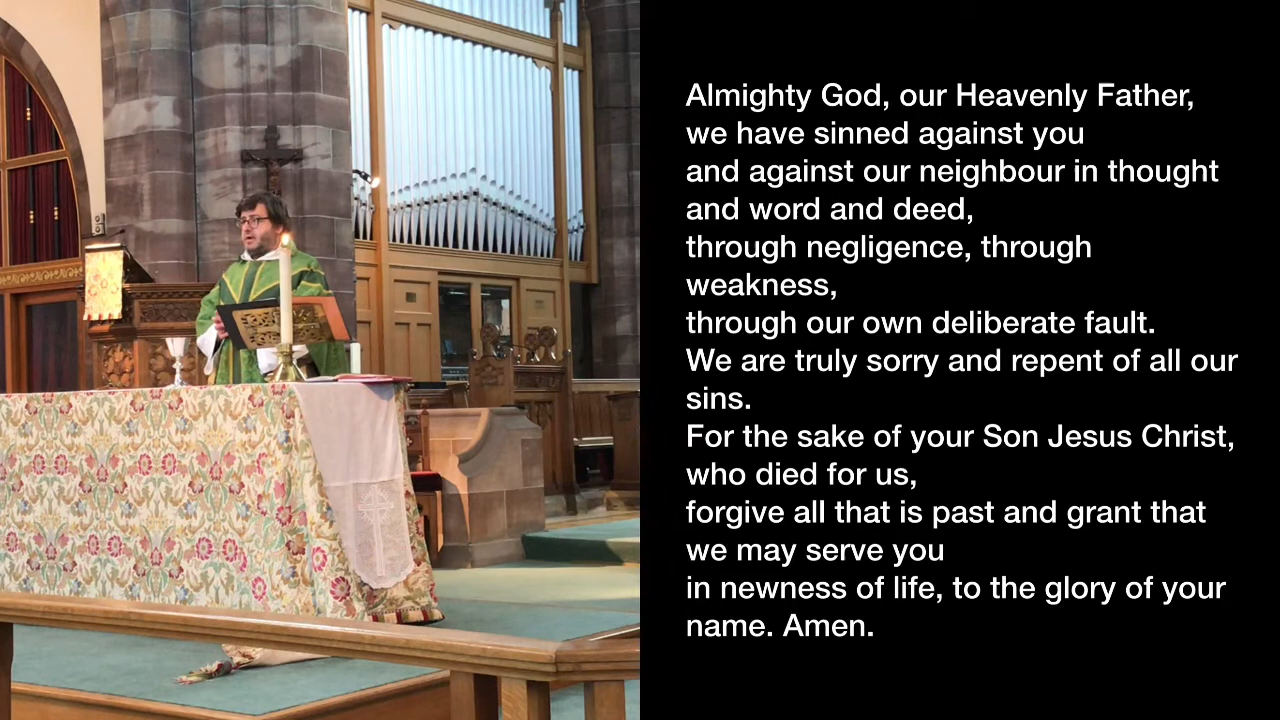 Almighty God, our Heavenly Father,
we have sinned against you
and against our neighbour in thought
and word and deed,
through negligence, through
weakness,
through our own deliberate fault.
We are truly sorry and repent of all our
sins.
For the sake of your Son Jesus Christ,
who died for us,
forgive all that is past and grant that
we may serve you
in newness of life, to the glory of your
name. Amen.